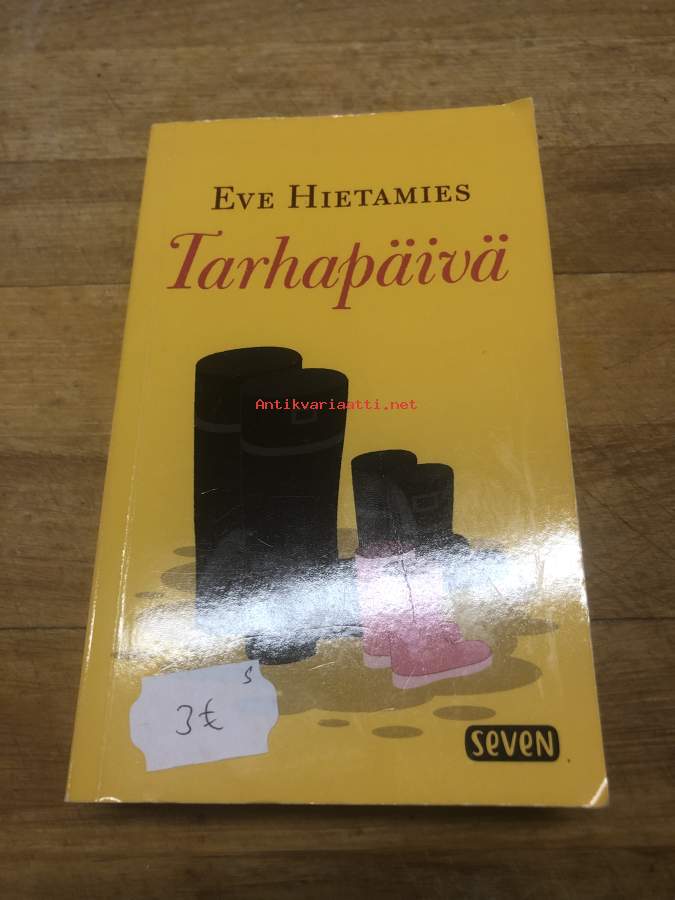 Eve Hietamies
Tarhapäivä
Antikvariaatti.net
s
3€
seven